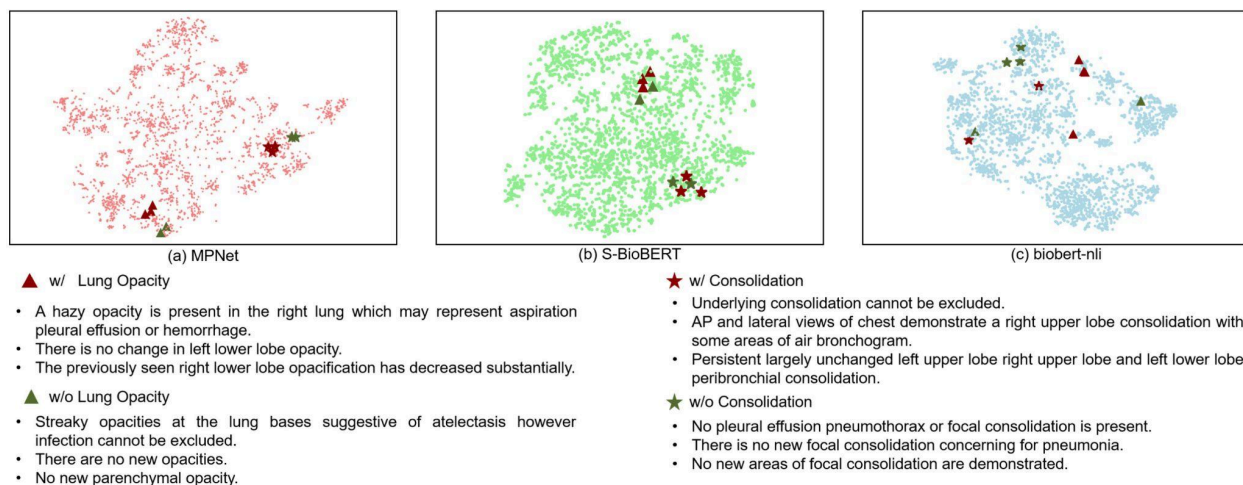 (a) MPNet
(b) S-BioBERT
(c) biobert-nli
w/ Lung Opacity
• A hazy opacity is present in the right lung which may represent aspiration
pleural effusion or hemorrhage.
• There is no change in left lower lobe opacity.
• The previously seen right lower lobe opacification has decreased substantially.
w/o Lung Opacity
• Streaky opacities at the lung bases suggestive of atelectasis however
infection cannot be excluded.
• There are no new opacities.
• No new parenchymal opacity.
w/ Consolidation
• Underlying consolidation cannot be excluded.
• AP and lateral views of chest demonstrate a right upper lobe consolidation with
some areas of air bronchogram.
• Persistent largely unchanged left upper lobe right upper lobe and left lower lobe
peribronchial consolidation.
w/o Consolidation
• No pleural effusion pneumothorax or focal consolidation is present.
• There is no new focal consolidation concerning for pneumonia.
• No new areas of focal consolidation are demonstrated.